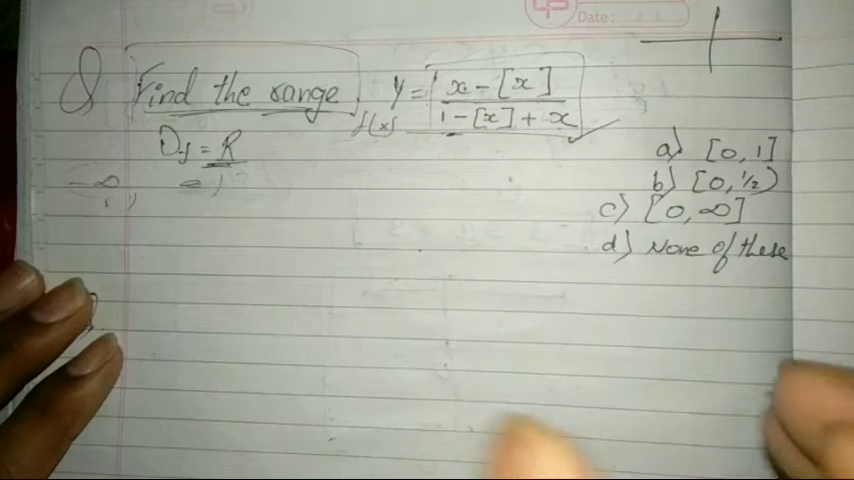 Date:
Q Find the range y = x - [x] / 1 - [x] + x
f(x)
Df = R
a) [0, 1]
-∞,
b) [0, 1/2)
c) [0, ∞]
d) None of these